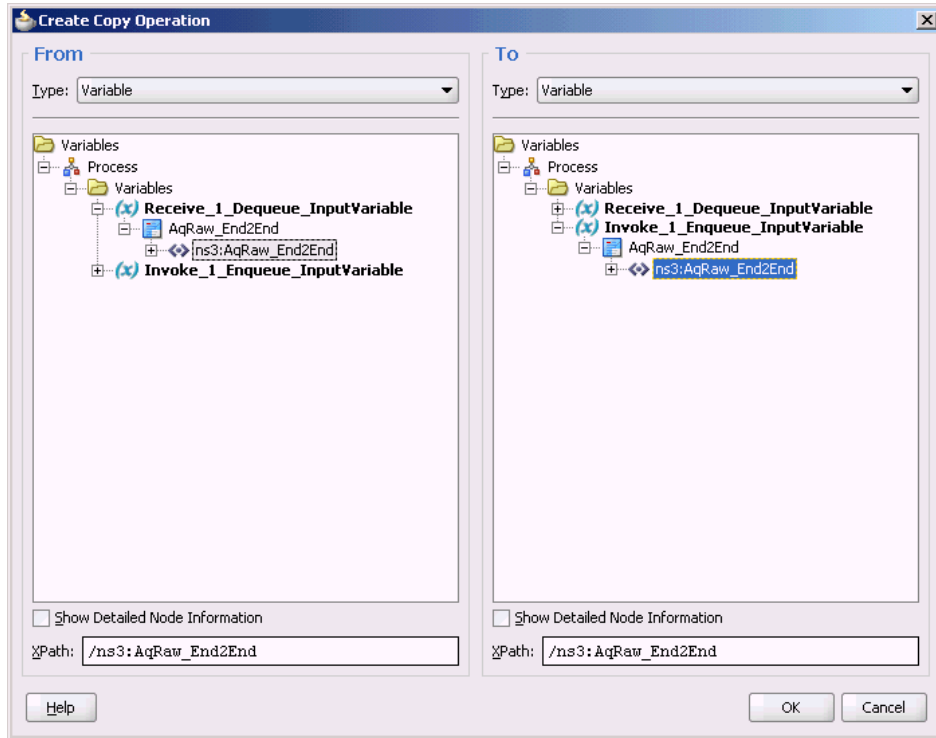 Create Copy Operation
From
Type: Variable
Variables
Process
Variables
Receive_1_Dequeue_InputVariable
AqRaw_End2End
ns3:AqRaw_End2End
Invoke_1_Enqueue_InputVariable
Show Detailed Node Information
XPath: /ns3:AqRaw_End2End
To
Type: Variable
Variables
Process
Variables
Receive_1_Dequeue_InputVariable
Invoke_1_Enqueue_InputVariable
AqRaw_End2End
ns3:AqRaw_End2End
Show Detailed Node Information
XPath: /ns3:AqRaw_End2End
Help
OK
Cancel